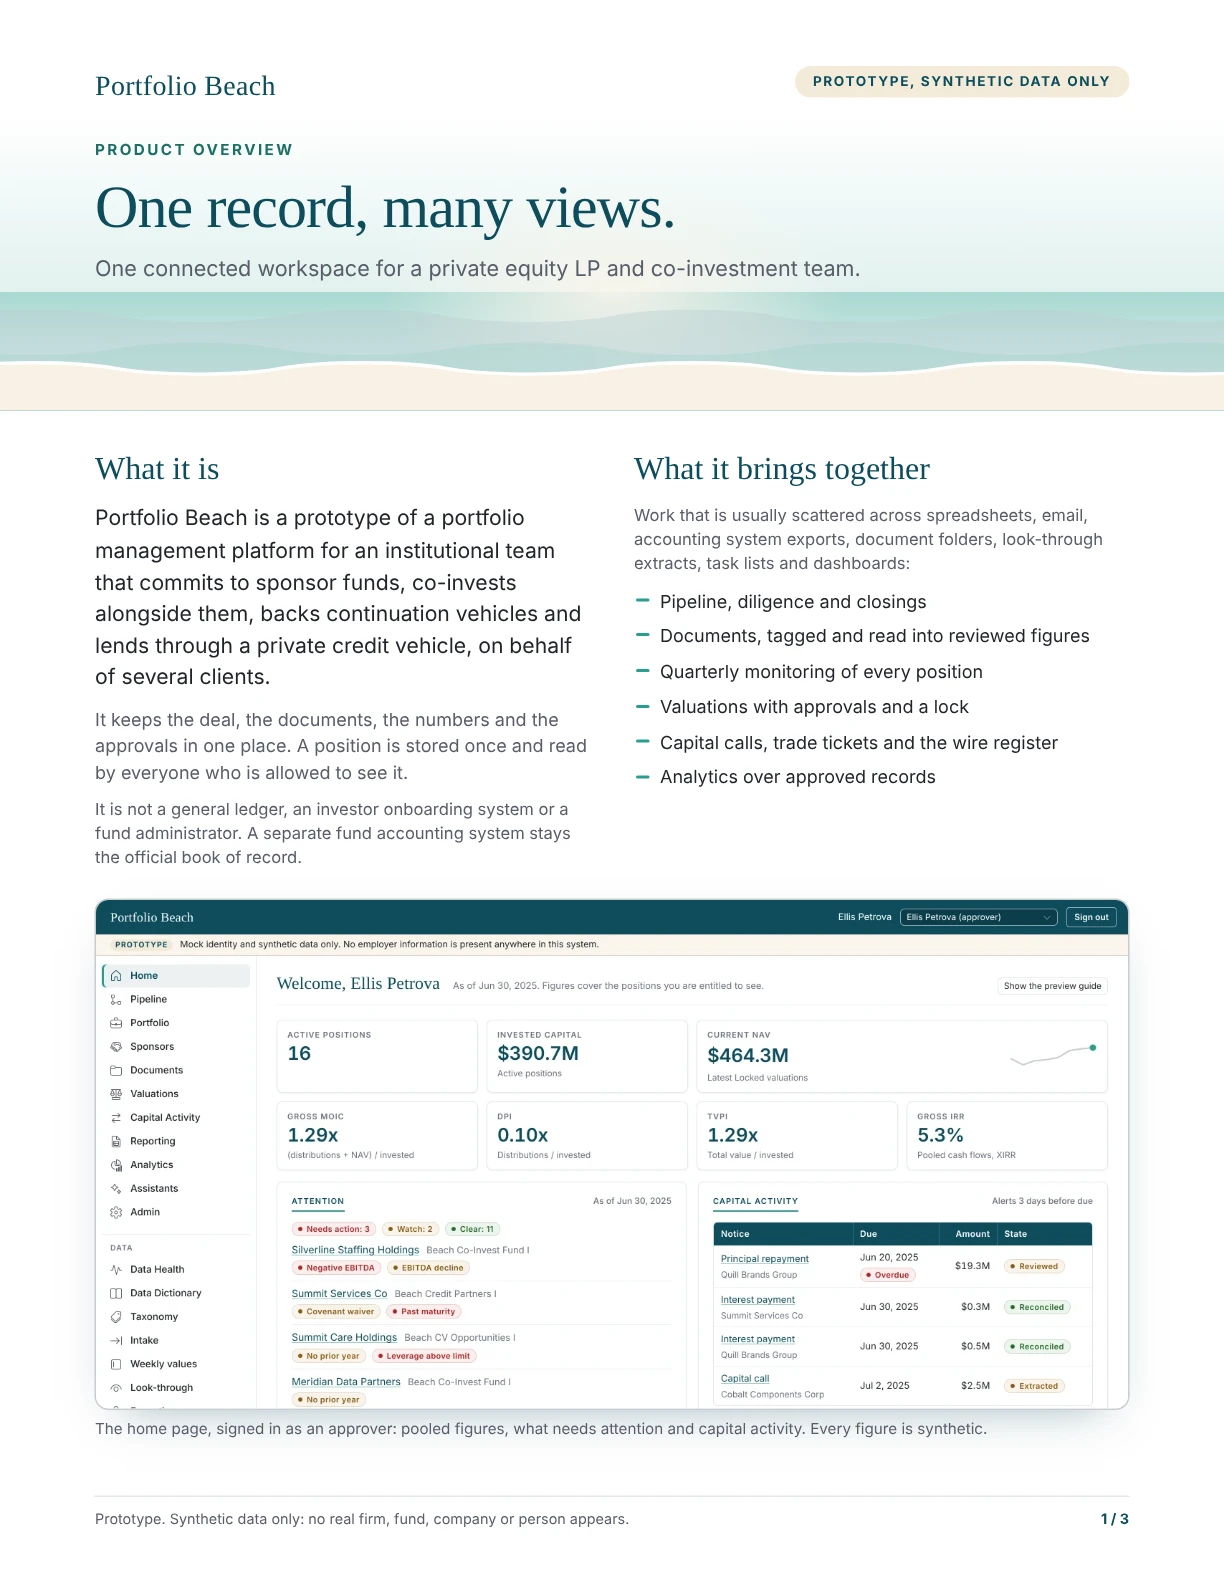 Portfolio Beach
PROTOTYPE, SYNTHETIC DATA ONLY
PRODUCT OVERVIEW
One record, many views.
One connected workspace for a private equity LP and co-investment team.
What it is
Portfolio Beach is a prototype of a portfolio
management platform for an institutional team
that commits to sponsor funds, co-invests
alongside them, backs continuation vehicles and
lends through a private credit vehicle, on behalf
of several clients.
It keeps the deal, the documents, the numbers and the
approvals in one place. A position is stored once and read
by everyone who is allowed to see it.
It is not a general ledger, an investor onboarding system or a
fund administrator. A separate fund accounting system stays
the official book of record.
What it brings together
Work that is usually scattered across spreadsheets, email,
accounting system exports, document folders, look-through
extracts, task lists and dashboards:
Pipeline, diligence and closings
Documents, tagged and read into reviewed figures
Quarterly monitoring of every position
Valuations with approvals and a lock
Capital calls, trade tickets and the wire register
Analytics over approved records
Portfolio Beach
Ellis Petrova
Ellis Petrova (approver)
Sign out
PROTOTYPE Mock identity and synthetic data only. No employer information is present anywhere in this system.
Home
Pipeline
Portfolio
Sponsors
Documents
Valuations
Capital Activity
Reporting
Analytics
Assistants
Admin
DATA
Data Health
Data Dictionary
Taxonomy
Intake
Weekly values
Look-through
Welcome, Ellis Petrova As of Jun 30, 2025. Figures cover the positions you are entitled to see.
Show the preview guide
ACTIVE POSITIONS
16
INVESTED CAPITAL
$390.7M
Active positions
CURRENT NAV
$464.3M
Latest Locked valuations
GROSS MOIC
1.29x
(distributions + NAV) / invested
DPI
0.10x
Distributions / invested
TVPI
1.29x
Total value / invested
GROSS IRR
5.3%
Pooled cash flows, XIRR
ATTENTION
As of Jun 30, 2025
Needs action: 3 Watch: 2 Clear: 11
Silverline Staffing Holdings Beach Co-Invest Fund I
Negative EBITDA EBITDA decline
Summit Services Co Beach Credit Partners I
Covenant waiver Past maturity
Summit Care Holdings Beach CV Opportunities I
No prior year Leverage above limit
Meridian Data Partners Beach Co-Invest Fund I
No prior year
CAPITAL ACTIVITY
Alerts 3 days before due
Notice Due Amount State
Principal repayment
Quill Brands Group
Jun 20, 2025
Overdue
$19.3M
Reviewed
Interest payment
Summit Services Co
Jun 30, 2025
$0.3M
Reconciled
Interest payment
Quill Brands Group
Jun 30, 2025
$0.5M
Reconciled
Capital call
Cobalt Components Corp
Jul 2, 2025
$2.5M
Extracted
The home page, signed in as an approver: pooled figures, what needs attention and capital activity. Every figure is synthetic.
Prototype. Synthetic data only: no real firm, fund, company or person appears.
1 / 3